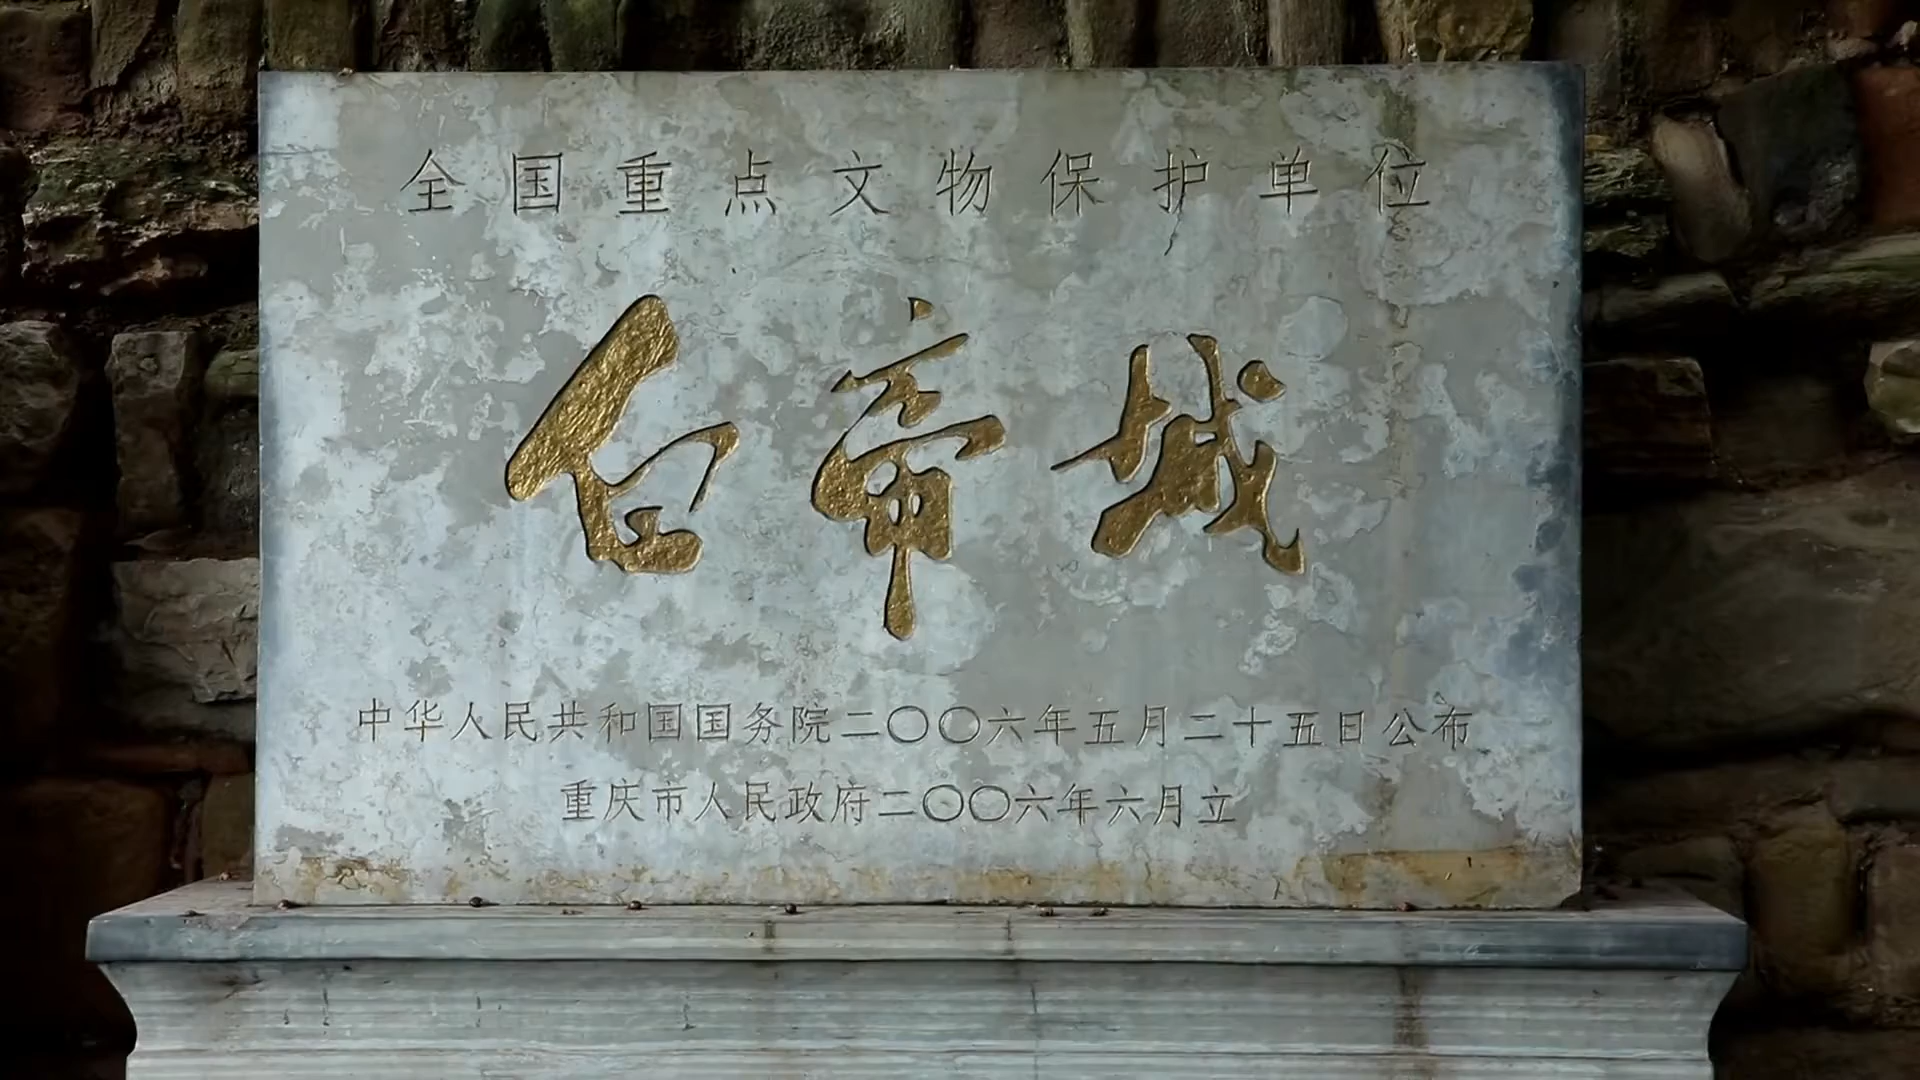 全国重点文物保护单位
白帝城
中华人民共和国国务院二〇〇六年五月二十五日公布
重庆市人民政府二〇〇六年六月立